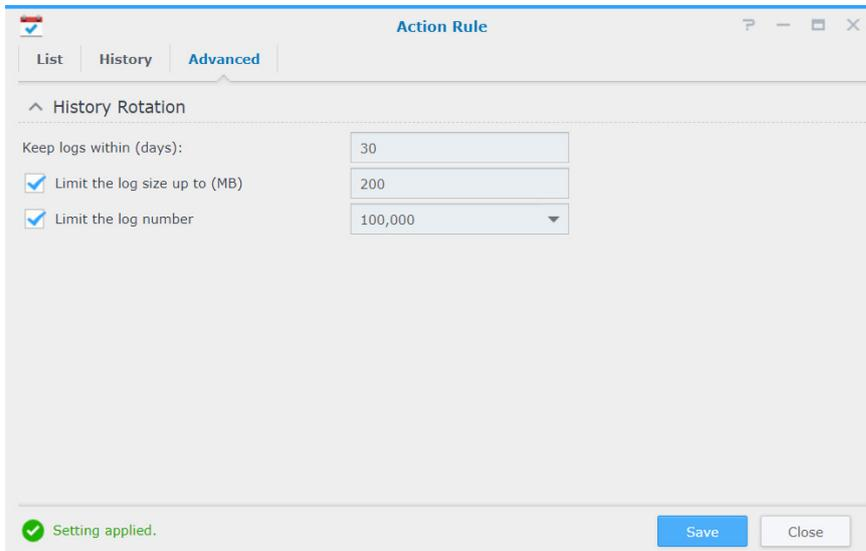 Action Rule
List History Advanced
History Rotation
Keep logs within (days): 30
Limit the log size up to (MB) 200
Limit the log number 100,000
Setting applied. Save Close